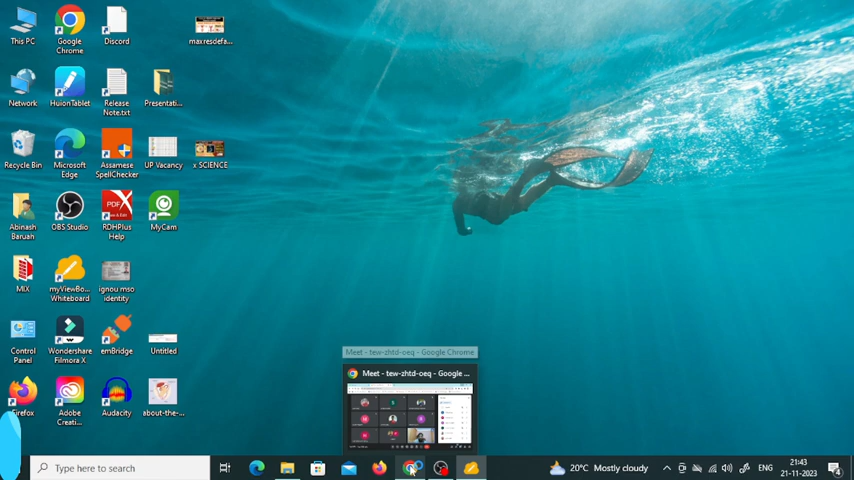 This PC
Google
Chrome
Discord
maxresdefa...
Network
HuionTablet
Release
Note.txt
Presentati...
Recycle Bin
Microsoft
Edge
Assamese
SpellChecker
UP Vacancy
x SCIENCE
Abinash
Baruah
OBS Studio
PDF
RDHPlus
Help
MyCam
MIX
myViewBo...
Whiteboard
ignou mso
identity
Control
Panel
Wondershare
Filmora X
emBridge
Untitled
Firefox
Adobe
Creati...
Audacity
about-the-...
Meet - tew-zhtd-oeq - Google Chrome
Meet - tew-zhtd-oeq - Google ...
Type here to search
20°C Mostly cloudy
ENG
21:43
21-11-2023
4